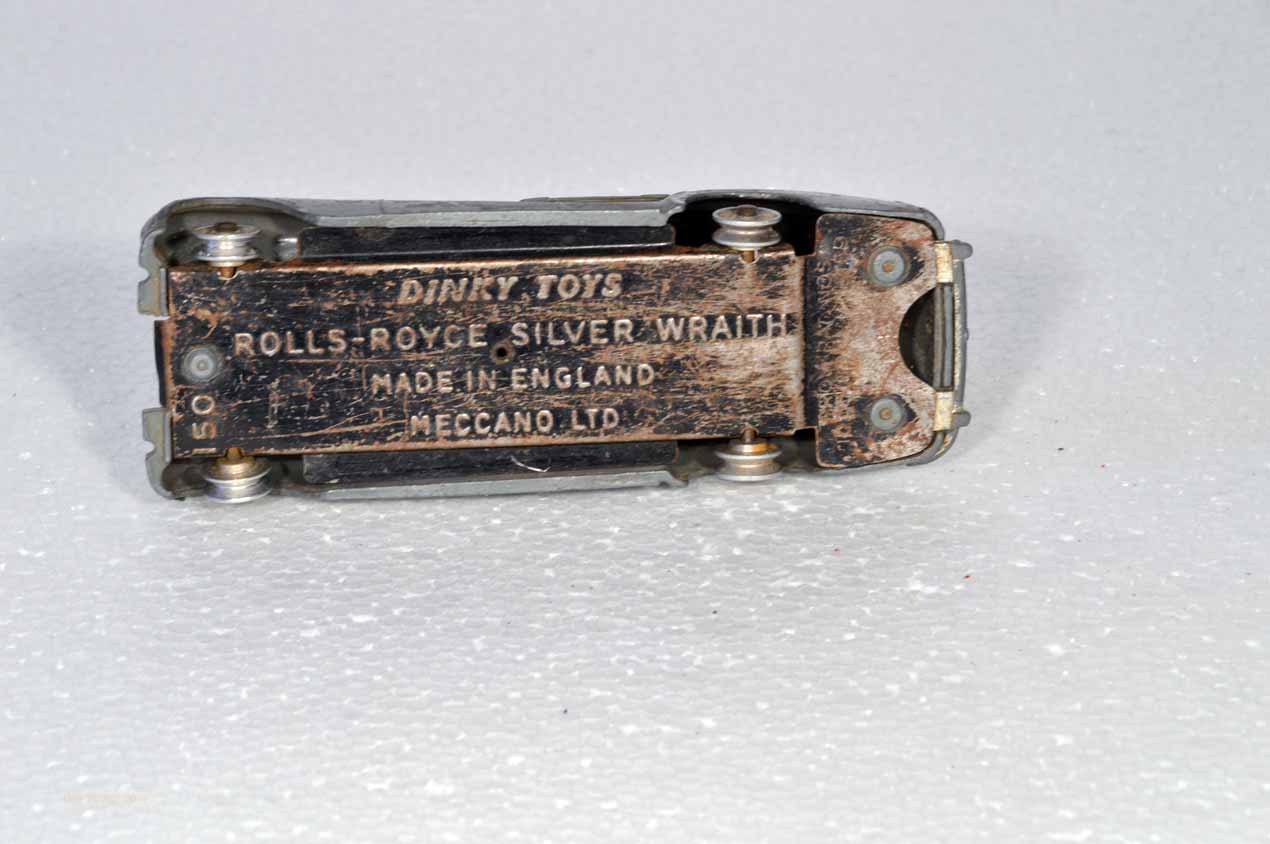 DINKY TOYS
ROLLS-ROYCE SILVER WRAITH
MADE IN ENGLAND
MECCANO LTD
150